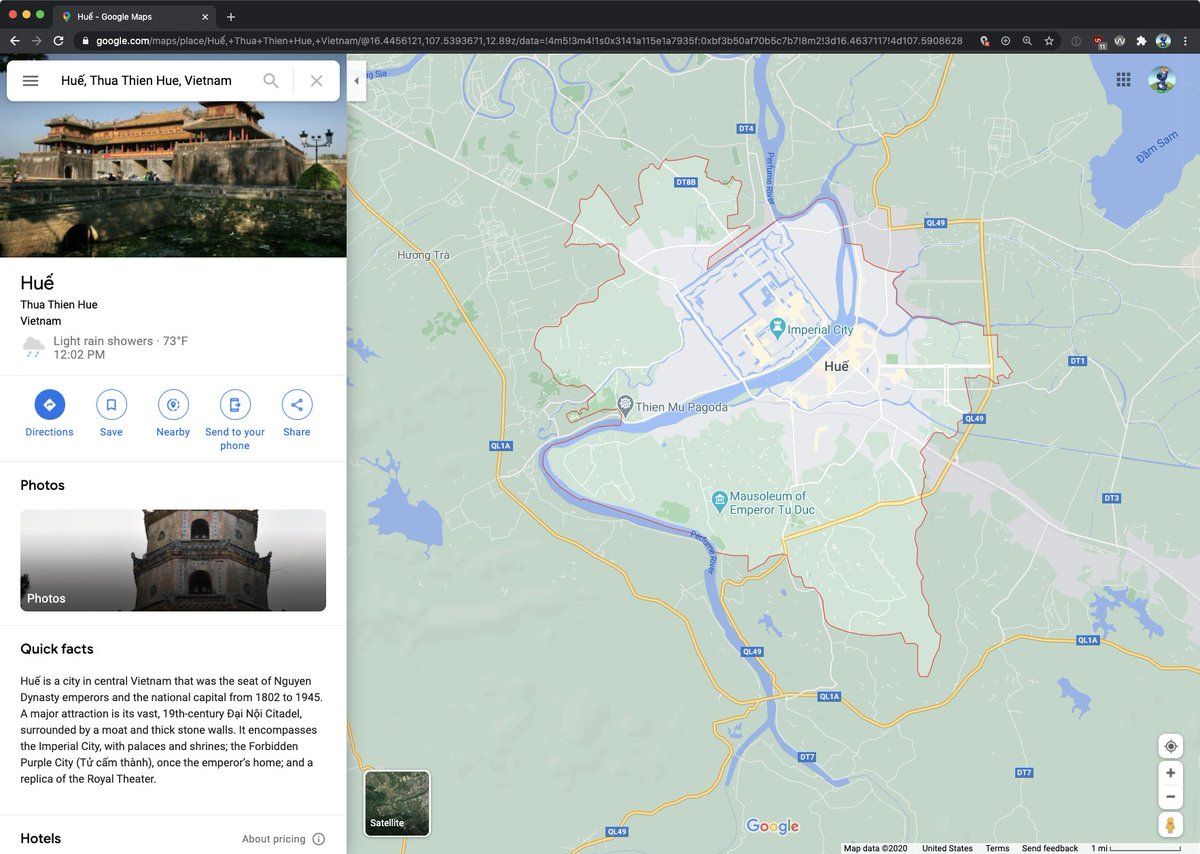 Huế - Google Maps
google.com/maps/place/Huế,+Thua+Thien+Hue,+Vietnam/@16.4456121,107.5393671,12.89z/data=!4m5!3m4!1s0x3141a115e1a7935f:0xbf3b50af70b5c7b7!8m2!3d16.4637117!4d107.5908628
11
Huế, Thua Thien Hue, Vietnam
Huế
Thua Thien Hue
Vietnam
Light rain showers · 73°F
12:02 PM
Directions
Save
Nearby
Send to your
phone
Share
Photos
Photos
Quick facts
Huế is a city in central Vietnam that was the seat of Nguyen
Dynasty emperors and the national capital from 1802 to 1945.
A major attraction is its vast, 19th-century Đại Nội Citadel,
surrounded by a moat and thick stone walls. It encompasses
the Imperial City, with palaces and shrines; the Forbidden
Purple City (Tử cấm thành), once the emperor's home; and a
replica of the Royal Theater.
Hotels
About pricing
DT4
Đầm Sam
Perfume River
DT8B
QL49
Hương Trà
Imperial City
Huế
DT1
Thien Mu Pagoda
QL49
QL1A
Mausoleum of
Emperor Tu Duc
DT3
Perfume River
QL1A
QL49
QL1A
DT7
DT7
Satellite
QL49
Google
Map data ©2020
United States
Terms
Send feedback
1 mi